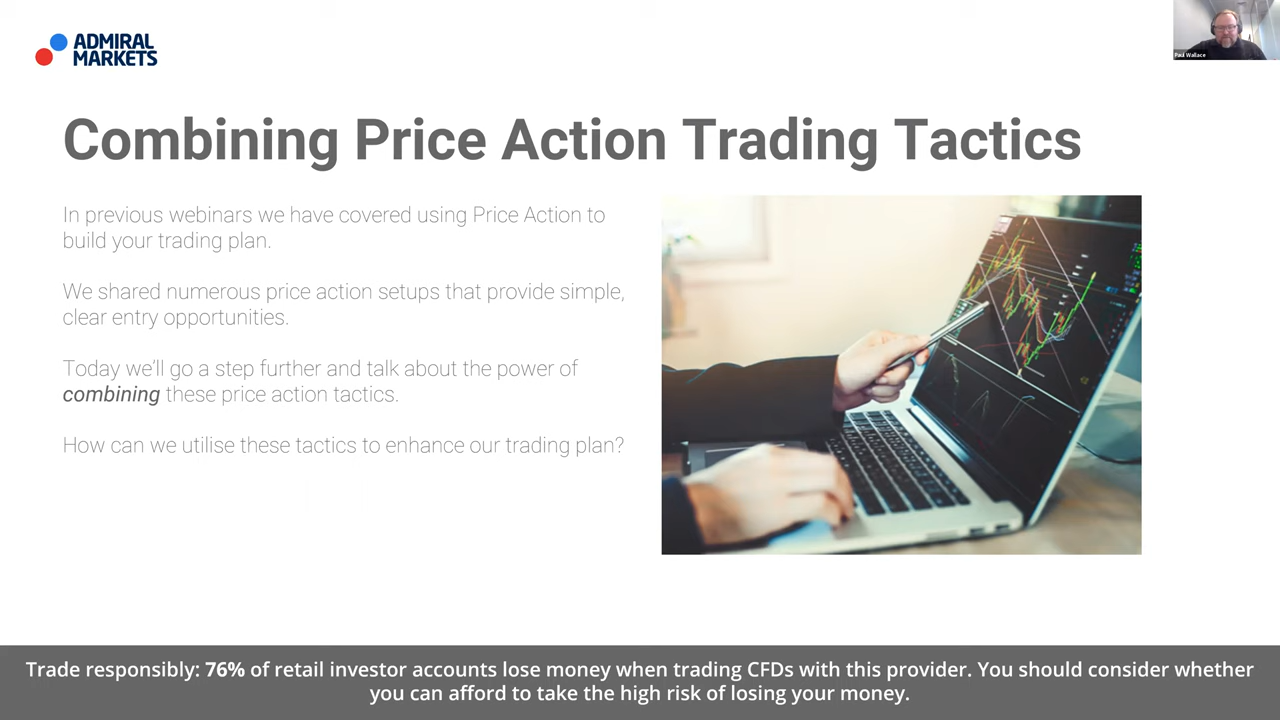 ADMIRAL
MARKETS
Paul Wallace
Combining Price Action Trading Tactics
In previous webinars we have covered using Price Action to
build your trading plan.
We shared numerous price action setups that provide simple,
clear entry opportunities.
Today we'll go a step further and talk about the power of
combining these price action tactics.
How can we utilise these tactics to enhance our trading plan?
Trade responsibly: 76% of retail investor accounts lose money when trading CFDs with this provider. You should consider whether
you can afford to take the high risk of losing your money.